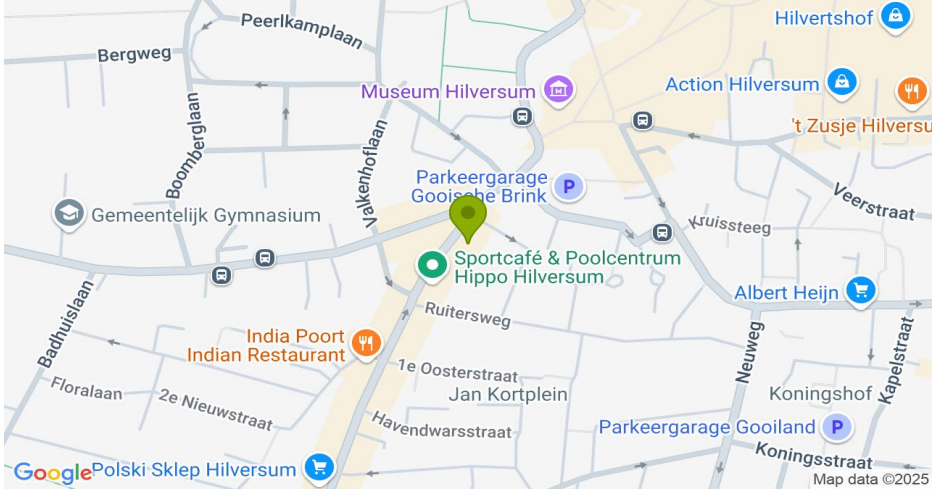 Peerlkamplaan
Hilvertshof
Bergweg
Museum Hilversum
Action Hilversum
't Zusje Hilversu
Boomberglaan
Valkenhoflaan
Parkeergarage
Gooische Brink
P
Veerstraat
Kruissteeg
Gemeentelijk Gymnasium
Sportcafé & Poolcentrum
Hippo Hilversum
Albert Heijn
Badhuislaan
Ruitersweg
India Poort
Indian Restaurant
Neuweg
Kapelstraat
1e Oosterstraat
Floralaan
2e Nieuwstraat
Jan Kortplein
Koningshof
Havendwarsstraat
Parkeergarage Gooiland
P
Koningsstraat
Google
Polski Sklep Hilversum
Map data ©2025